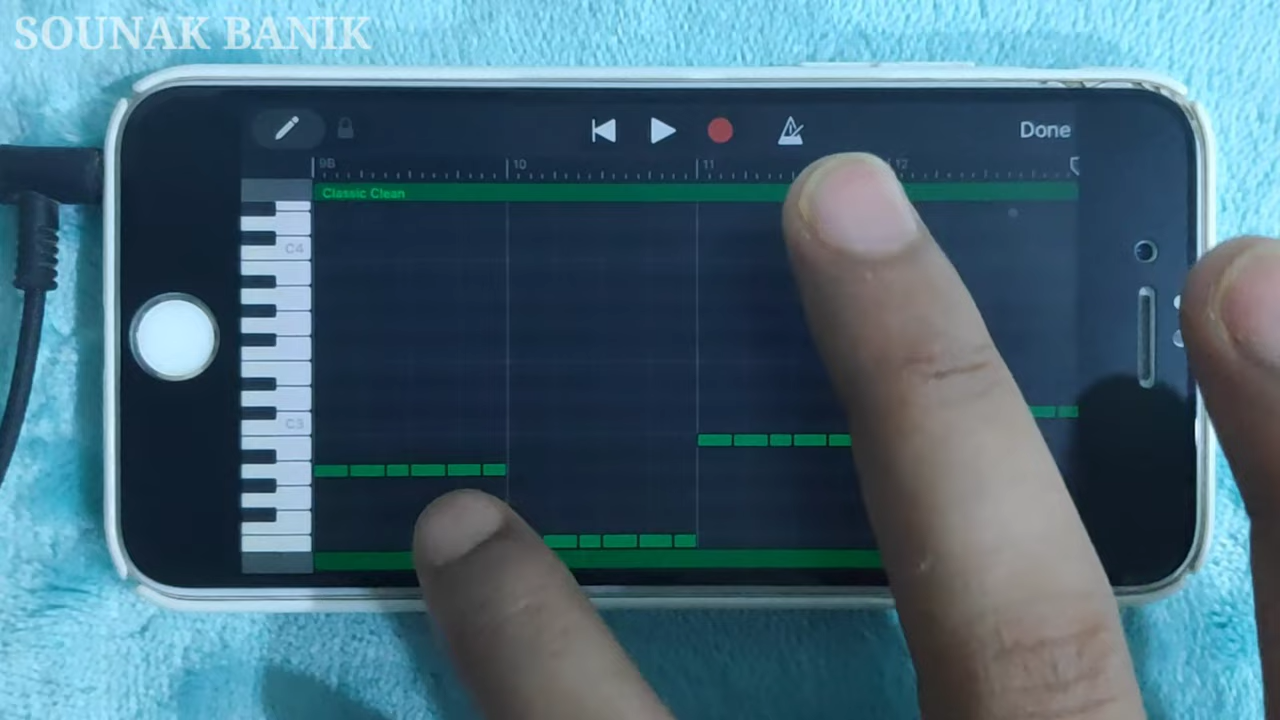 SOUNAK BANIK
Done
9B 10 11 12
Classic Clean
C4
C3